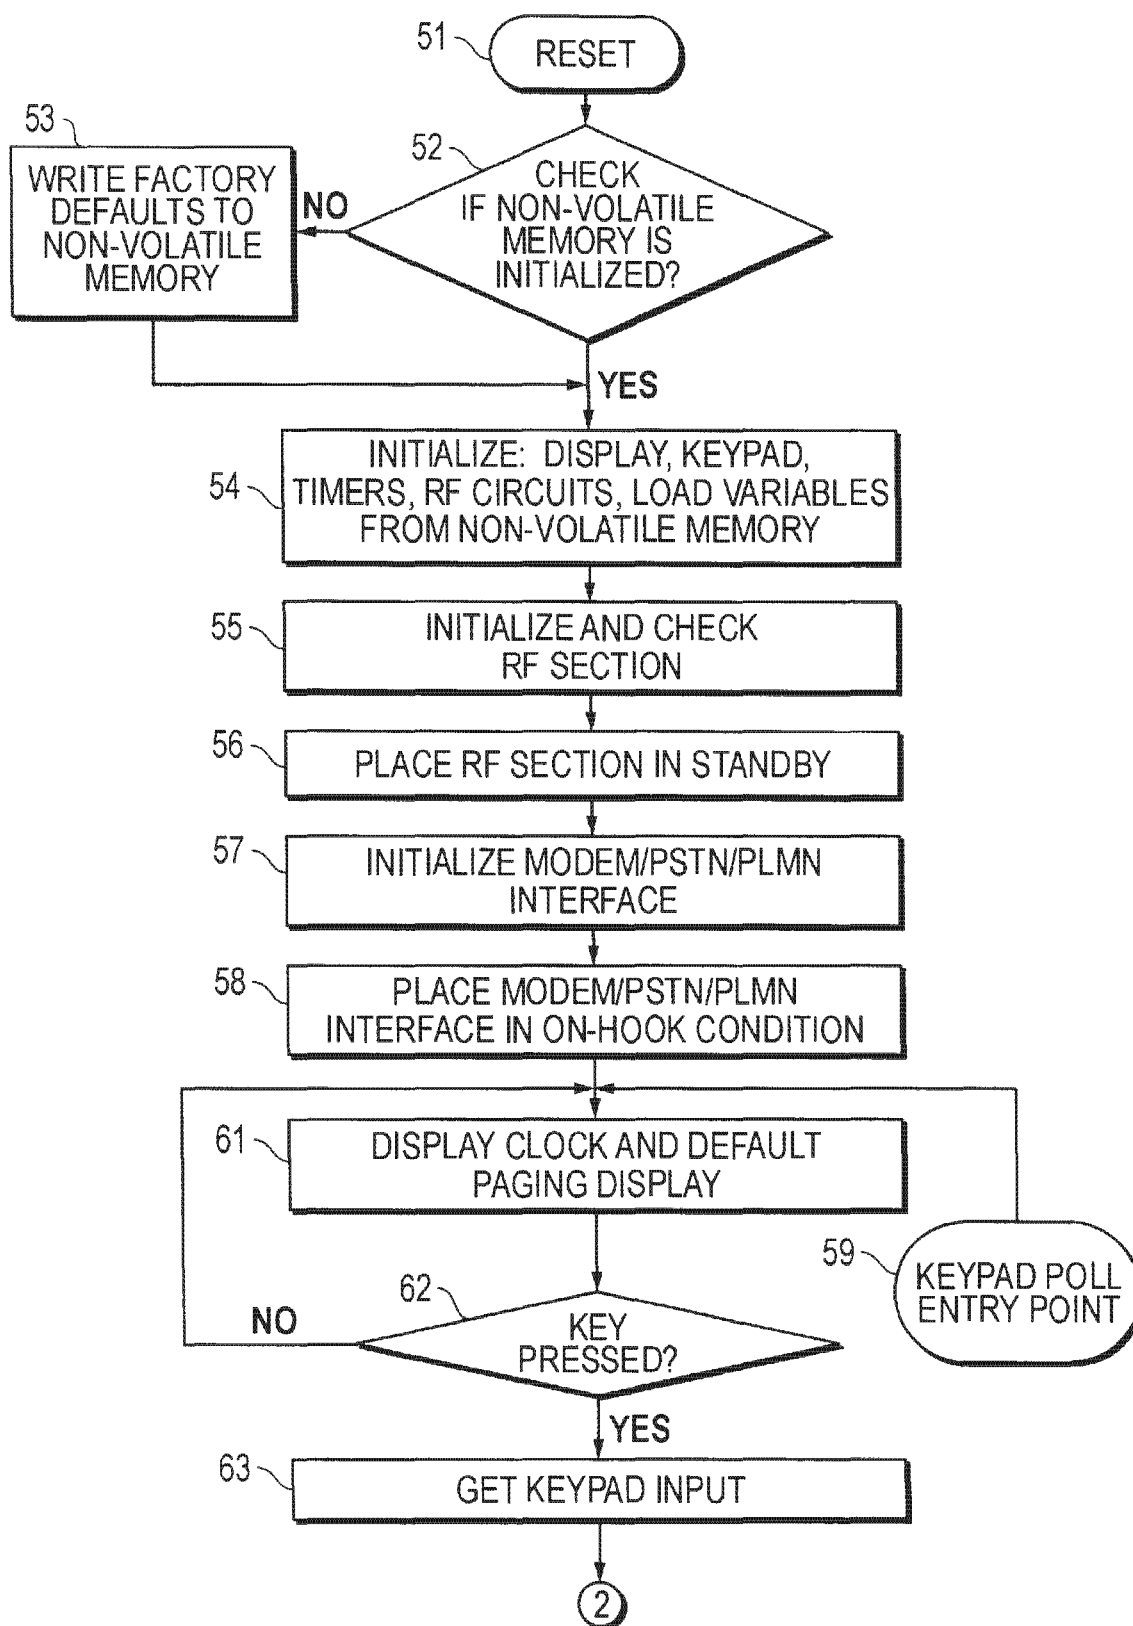 51
RESET
53
52
WRITE FACTORY
DEFAULTS TO
NON-VOLATILE
MEMORY
NO
CHECK
IF NON-VOLATILE
MEMORY IS
INITIALIZED?
YES
54
INITIALIZE: DISPLAY, KEYPAD,
TIMERS, RF CIRCUITS, LOAD VARIABLES
FROM NON-VOLATILE MEMORY
55
INITIALIZE AND CHECK
RF SECTION
56
PLACE RF SECTION IN STANDBY
57
INITIALIZE MODEM/PSTN/PLMN
INTERFACE
58
PLACE MODEM/PSTN/PLMN
INTERFACE IN ON-HOOK CONDITION
61
DISPLAY CLOCK AND DEFAULT
PAGING DISPLAY
59
KEYPAD POLL
ENTRY POINT
62
NO
KEY
PRESSED?
YES
63
GET KEYPAD INPUT
2